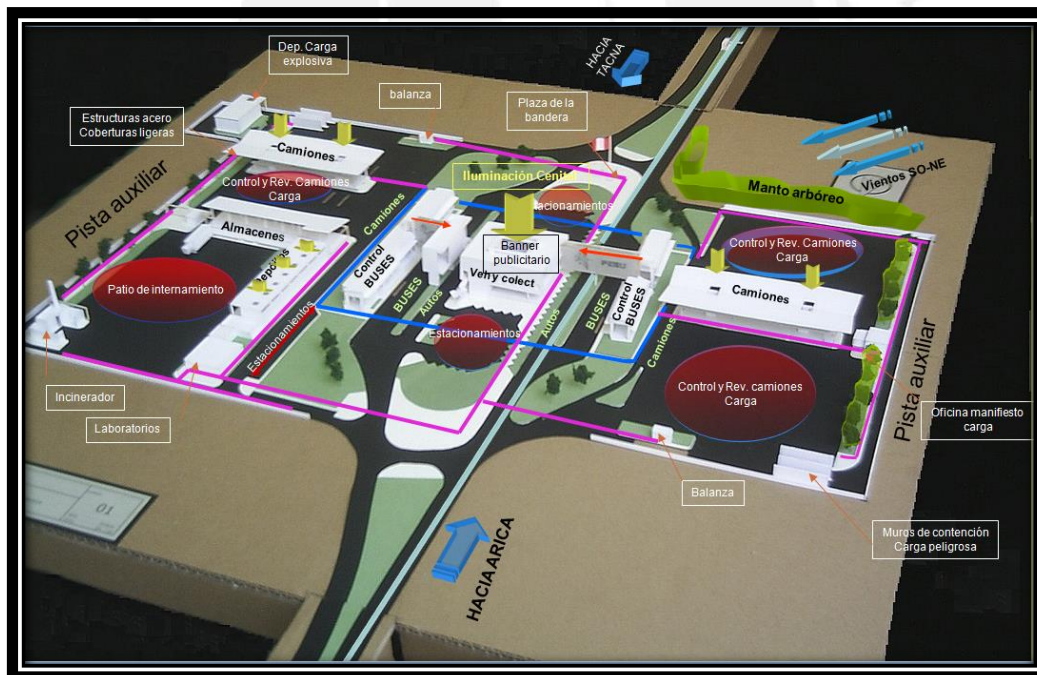 Dep. Carga
explosiva
HACIA
TACNA
balanza
Plaza de la
bandera
Estructuras acero
Coberturas ligeras
Camiones
Iluminación Cenital
Vientos SO-NE
Manto arbóreo
Control y Rev. Camiones
Carga
Pista auxiliar
Camiones
Estacionamientos
Almacenes
Control
BUSES
Banner
publicitario
PERU
Control y Rev. Camiones
Carga
Vehy colect
Depósitos
Patio de internamiento
BUSES
Autos
Estacionamientos
Autos
BUSES
Control
BUSES
Camiones
Camiones
Estacionamientos
Pista auxiliar
Incinerador
Laboratorios
Control y Rev. camiones
Carga
Oficina manifiesto
carga
Balanza
01
HACIA ARICA
Muros de contención
Carga peligrosa